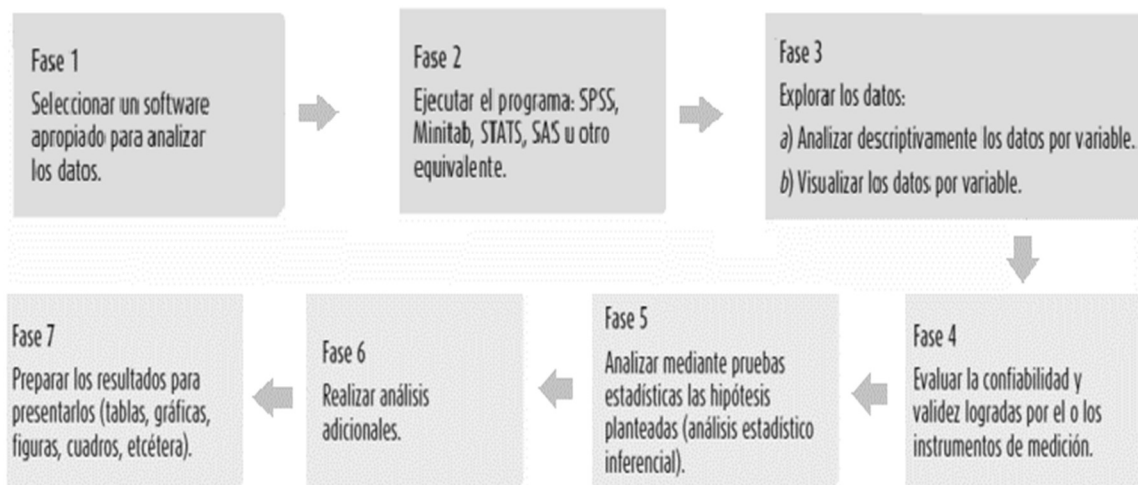 Fase 1
Seleccionar un software
apropiado para analizar
los datos.
Fase 2
Ejecutar el programa: SPSS,
Minitab, STATS, SAS u otro
equivalente.
Fase 3
Explorar los datos:
a) Analizar descriptivamente los datos por variable.
b) Visualizar los datos por variable.
Fase 4
Evaluar la confiabilidad y
validez logradas por el o los
instrumentos de medición.
Fase 5
Analizar mediante pruebas
estadísticas las hipótesis
planteadas (análisis estadístico
inferencial).
Fase 6
Realizar análisis
adicionales.
Fase 7
Preparar los resultados para
presentarlos (tablas, gráficas,
figuras, cuadros, etcétera).